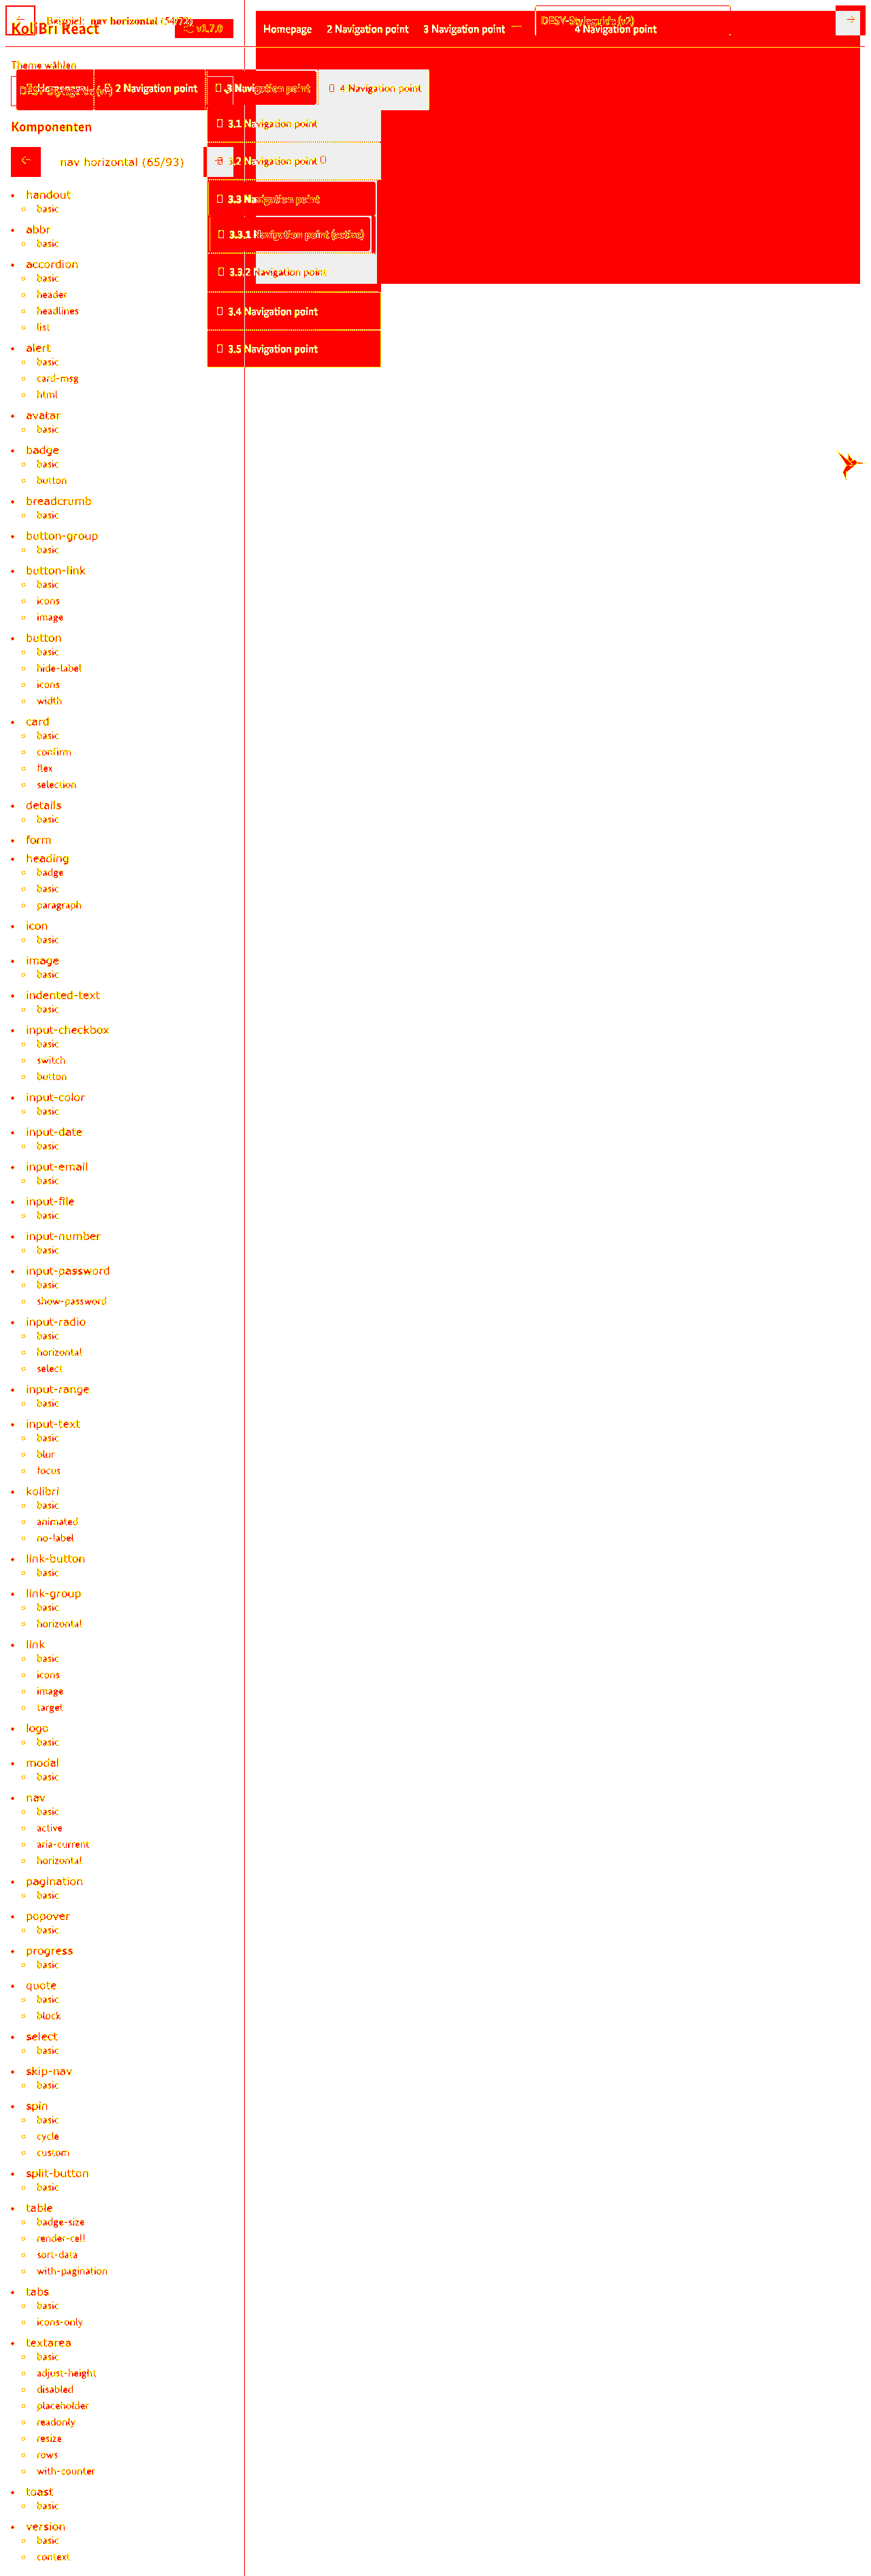 Beispiel: nav horizontal (54/72)
KoliBri React
v1.7.0
Homepage
2 Navigation point
3 Navigation point
DESY-Styleguide (v2)
4 Navigation point
Theme wählen
2 Navigation point
3 Navigation point
4 Navigation point
3.1 Navigation point
Komponenten
nav horizontal (65/93)
3.2 Navigation point
3.3 Navigation point
3.3.1 Navigation point (active)
3.3.2 Navigation point
3.4 Navigation point
3.5 Navigation point
handout
basic
abbr
basic
accordion
basic
header
headlines
list
alert
basic
card-msg
html
avatar
basic
badge
basic
button
breadcrumb
basic
button-group
basic
button-link
basic
icons
image
button
basic
hide-label
icons
width
card
basic
confirm
flex
selection
details
basic
form
heading
badge
basic
paragraph
icon
basic
image
basic
indented-text
basic
input-checkbox
basic
switch
button
input-color
basic
input-date
basic
input-email
basic
input-file
basic
input-number
basic
input-password
basic
show-password
input-radio
basic
horizontal
select
input-range
basic
input-text
basic
blur
focus
kolibri
basic
animated
no-label
link-button
basic
link-group
basic
horizontal
link
basic
icons
image
target
logo
basic
modal
basic
nav
basic
active
aria-current
horizontal
pagination
basic
popover
basic
progress
basic
quote
basic
block
select
basic
skip-nav
basic
spin
basic
cycle
custom
split-button
basic
table
badge-size
render-cell
sort-data
with-pagination
tabs
basic
icons-only
textarea
basic
adjust-height
disabled
placeholder
readonly
resize
rows
with-counter
toast
basic
version
basic
context